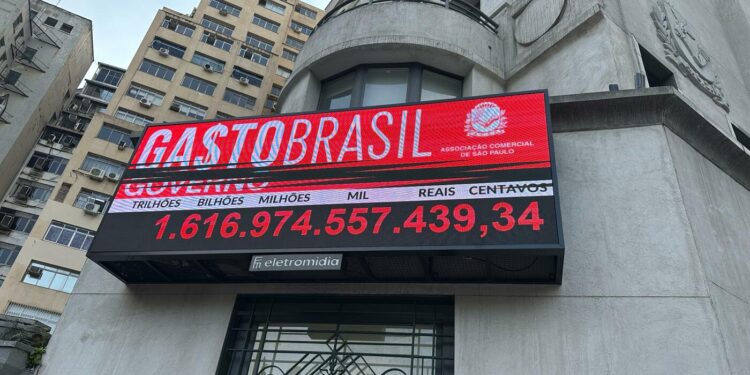 GASTOBRASIL
ASSOCIAÇÃO COMERCIAL
DE SÃO PAULO
GOVERNO
TRILHÕES BILHÕES MILHÕES MIL REAIS CENTAVOS
1.616.974.557.439,34
eletromidia